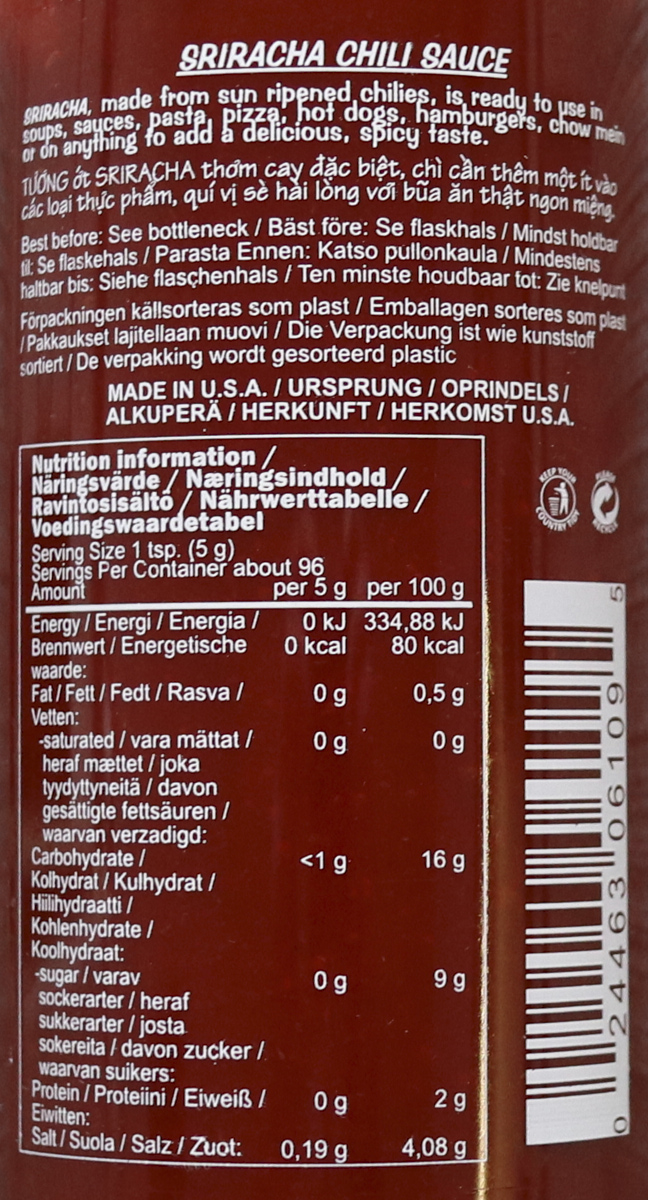 SRIRACHA CHILI SAUCE
SRIRACHA, made from sun ripened chilies, is ready to use in
soups, sauces, pasta, pizza, hot dogs, hamburgers, chow mein
or on anything to add a delicious, spicy taste.
TUỞNG ớt SRIRACHA thơm cay đặc biệt, chỉ cần thêm một ít vào
các loại thực phẩm, quí vị sẽ hài lòng với bữa ăn thật ngon miệng.
Best before: See bottleneck / Bäst före: Se flaskhals / Mindst holdbar
til: Se flaskehals / Parasta Ennen: Katso pullonkaula / Mindestens
haltbar bis: Siehe flasçhenhals / Ten minste houdbaar tot: Zie knelpunt
Förpackningen källsorteras som plast / Emballagen sorteres som plast
/ Pakkaukset lajitellaan muovi / Die Verpackung ist wie kunststoff
sortiert / De verpakking wordt gesorteerd plastic
MADE IN U.S.A. / URSPRUNG / OPRINDELS /
ALKUPERÄ / HERKUNFT / HERKOMST U.S.A.
Nutrition information /
Näringsvärde / Næringsindhold /
Ravintosisältö / Nährwerttabelle /
Voedingswaardetabel
Serving Size 1 tsp. (5 g)
Servings Per Container about 96
Amount per 5 g per 100 g
Energy / Energi / Energia / 0 kJ 334,88 kJ
Brennwert / Energetische 0 kcal 80 kcal
waarde:
Fat / Fett / Fedt / Rasva / 0 g 0,5 g
Vetten:
-saturated / vara mättat / 0 g 0 g
heraf mættet / joka
tyydyttyneitä / davon
gesättigte fettsäuren /
waarvan verzadigd:
Carbohydrate / <1 g 16 g
Kolhydrat / Kulhydrat /
Hiilihydraatti /
Kohlenhydrate /
Koolhydraat:
-sugar / varav 0 g 9 g
sockerarter / heraf
sukkerarter / josta
sokereita / davon zucker /
waarvan suikers:
Protein / Proteiini / Eiweiß / 0 g 2 g
Eiwitten:
Salt / Suola / Salz / Zuot: 0,19 g 4,08 g
KEEP YOUR
COUNTRY TIDY
PLEASE
RECYCLE
0 24463 06109 5